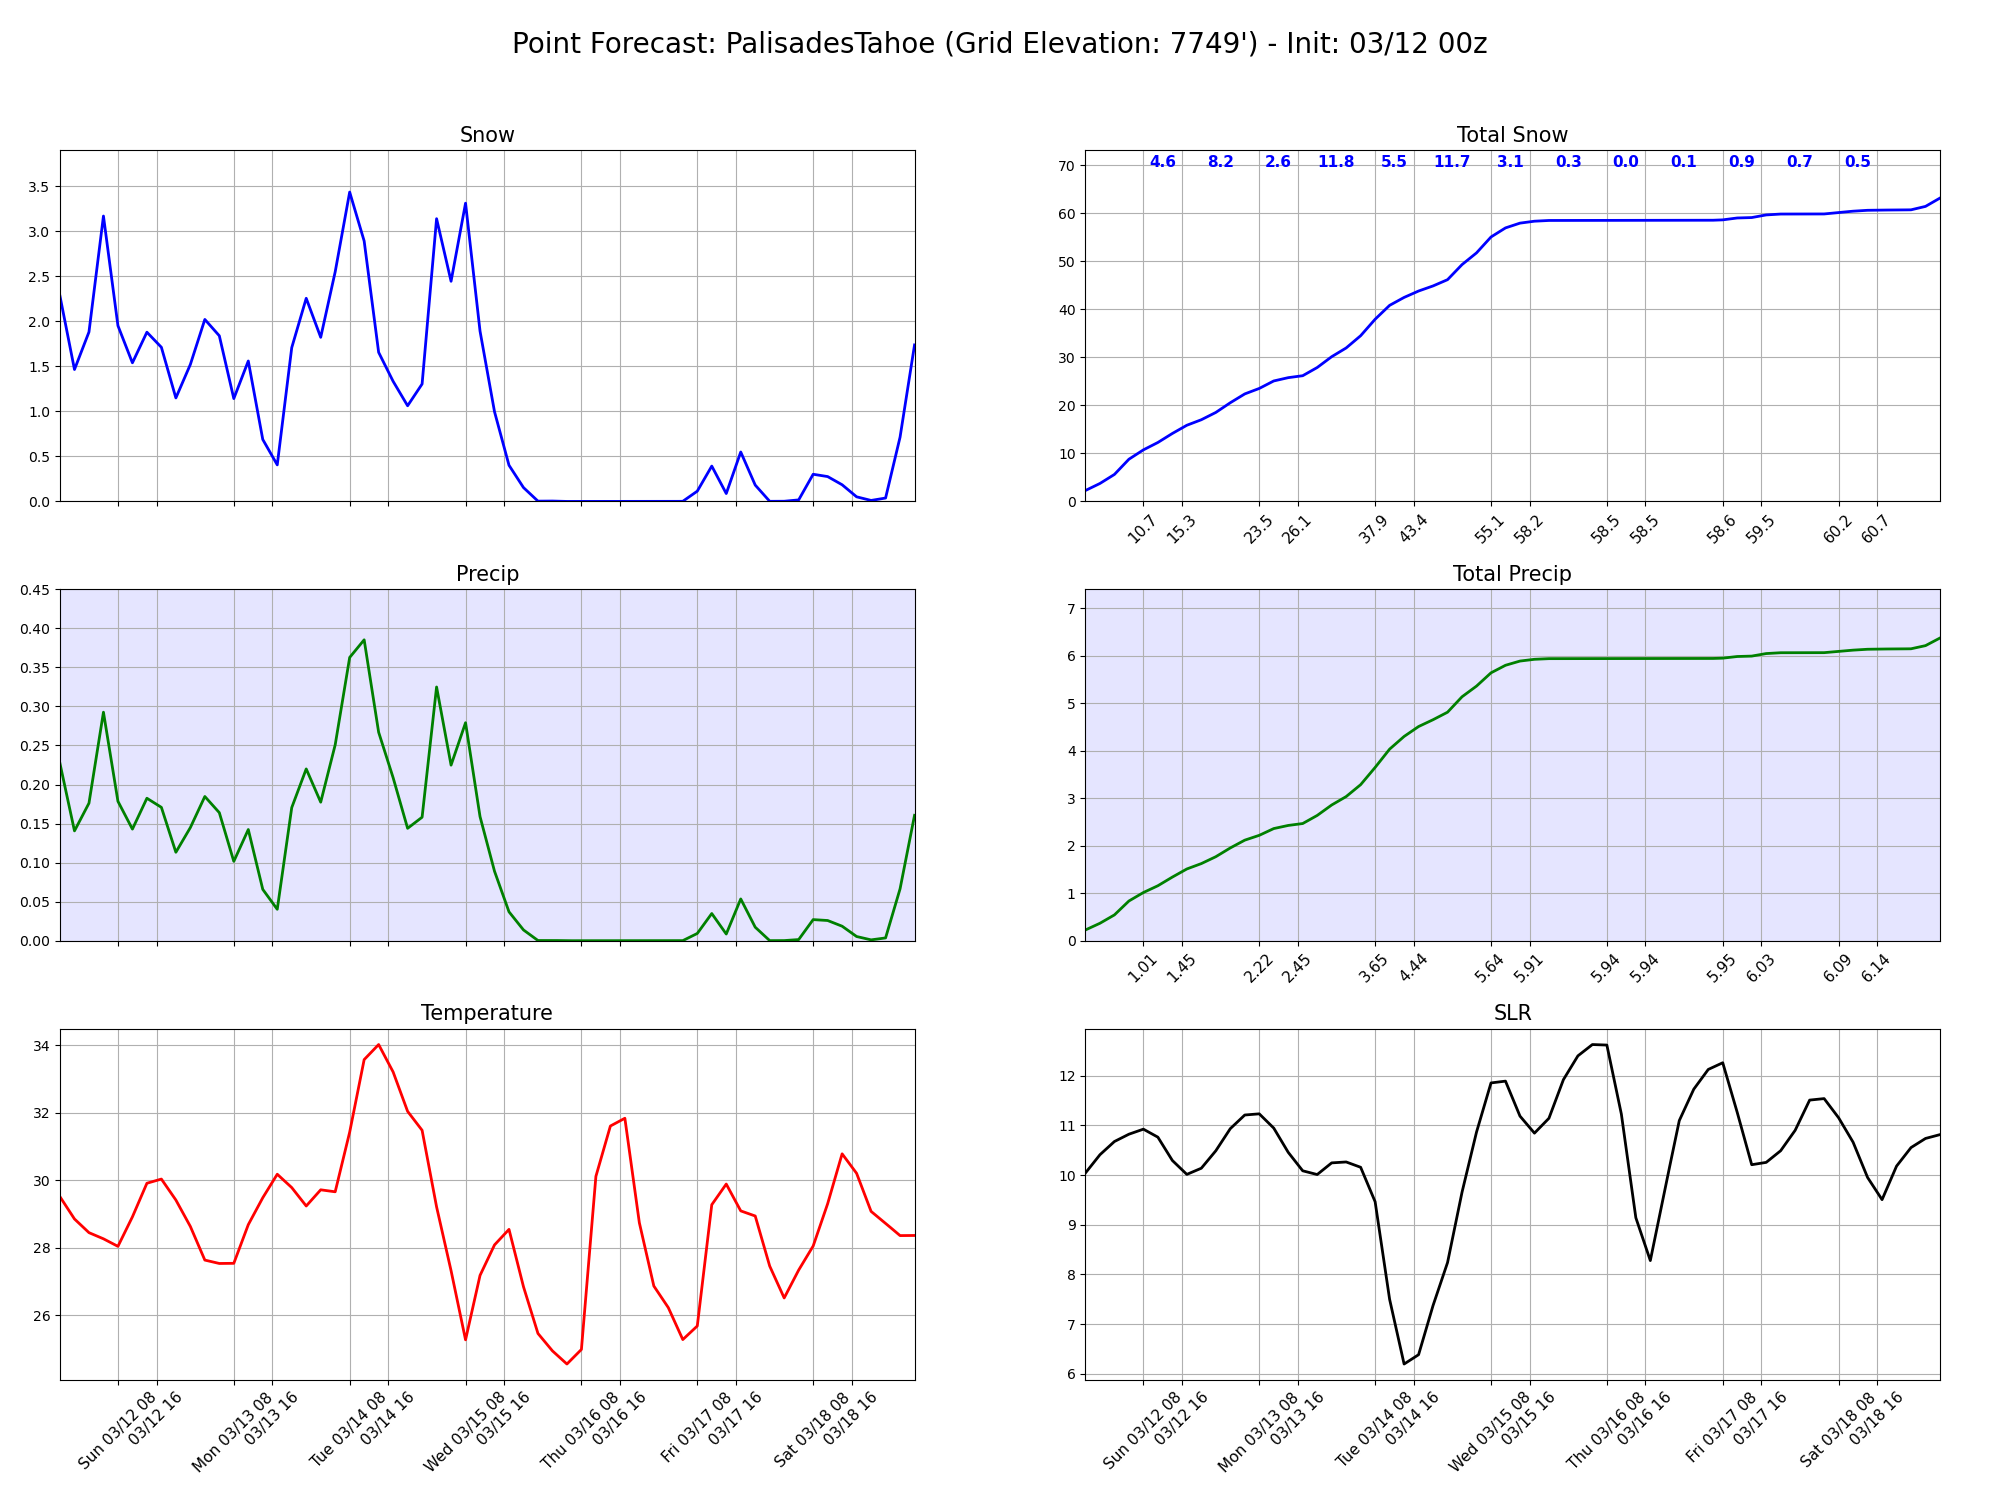 Point Forecast: PalisadesTahoe (Grid Elevation: 7749') - Init: 03/12 00z
Snow
3.5
3.0
2.5
2.0
1.5
1.0
0.5
0.0
Total Snow
4.6 8.2 2.6 11.8 5.5 11.7 3.1 0.3 0.0 0.1 0.9 0.7 0.5
70
60
50
40
30
20
10
0
10.7 15.3 23.5 26.1 37.9 43.4 55.1 58.2 58.5 58.5 58.6 59.5 60.2 60.7
Precip
0.45
0.40
0.35
0.30
0.25
0.20
0.15
0.10
0.05
0.00
Total Precip
7
6
5
4
3
2
1
0
1.01 1.45 2.22 2.45 3.65 4.44 5.64 5.91 5.94 5.94 5.95 6.03 6.09 6.14
Temperature
34
32
30
28
26
Sun 03/12 08
03/12 16
Mon 03/13 08
03/13 16
Tue 03/14 08
03/14 16
Wed 03/15 08
03/15 16
Thu 03/16 08
03/16 16
Fri 03/17 08
03/17 16
Sat 03/18 08
03/18 16
SLR
12
11
10
9
8
7
6
Sun 03/12 08
03/12 16
Mon 03/13 08
03/13 16
Tue 03/14 08
03/14 16
Wed 03/15 08
03/15 16
Thu 03/16 08
03/16 16
Fri 03/17 08
03/17 16
Sat 03/18 08
03/18 16